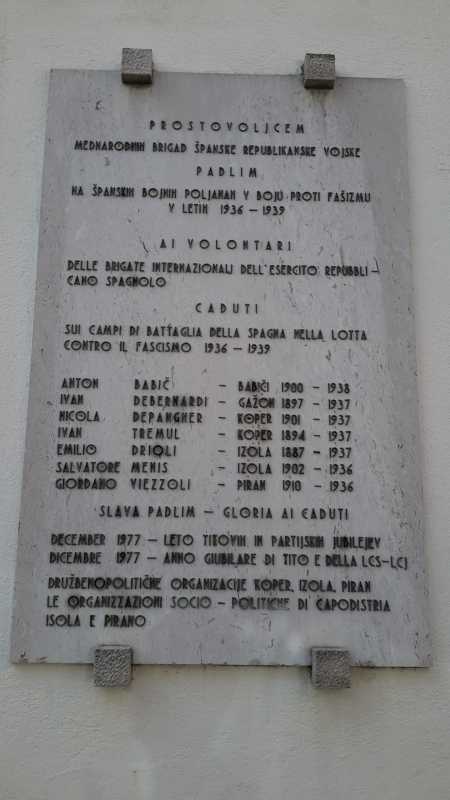 PROSTOVOLJCEM
MEDNARODNIH BRIGAD ŠPANSKE REPUBLIKANSKE VOJSKE
PADLIM
NA ŠPANSKIH BOJNIH POLJANAH V BOJU PROTI FAŠIZMU
V LETIH 1936 – 1939
AI VOLONTARI
DELLE BRIGATE INTERNAZIONALI DELL'ESERCITO REPUBBLI–
CANO SPAGNOLO
CADUTI
SUI CAMPI DI BATTAGLIA DELLA SPAGNA NELLA LOTTA
CONTRO IL FASCISMO 1936 – 1939
ANTON BABIČ – BABIČI 1900 – 1938
IVAN DEBERNARDI – GAŽON 1897 – 1937
NICOLA DEPANGHER – KOPER 1901 – 1937
IVAN TREMUL – KOPER 1894 – 1937
EMILIO DRIOLI – IZOLA 1887 – 1937
SALVATORE MENIS – IZOLA 1902 – 1936
GIORDANO VIEZZOLI – PIRAN 1910 – 1936
SLAVA PADLIM – GLORIA AI CADUTI
DECEMBER 1977 – LETO TITOVIH IN PARTIJSKIH JUBILEJEV
DICEMBRE 1977 – ANNO GIUBILARE DI TITO E DELLA LCS–LCJ
DRUŽBENOPOLITIČNE ORGANIZACIJE KOPER, IZOLA, PIRAN
LE ORGANIZZAZIONI SOCIO – POLITICHE DI CAPODISTRIA
ISOLA E PIRANO